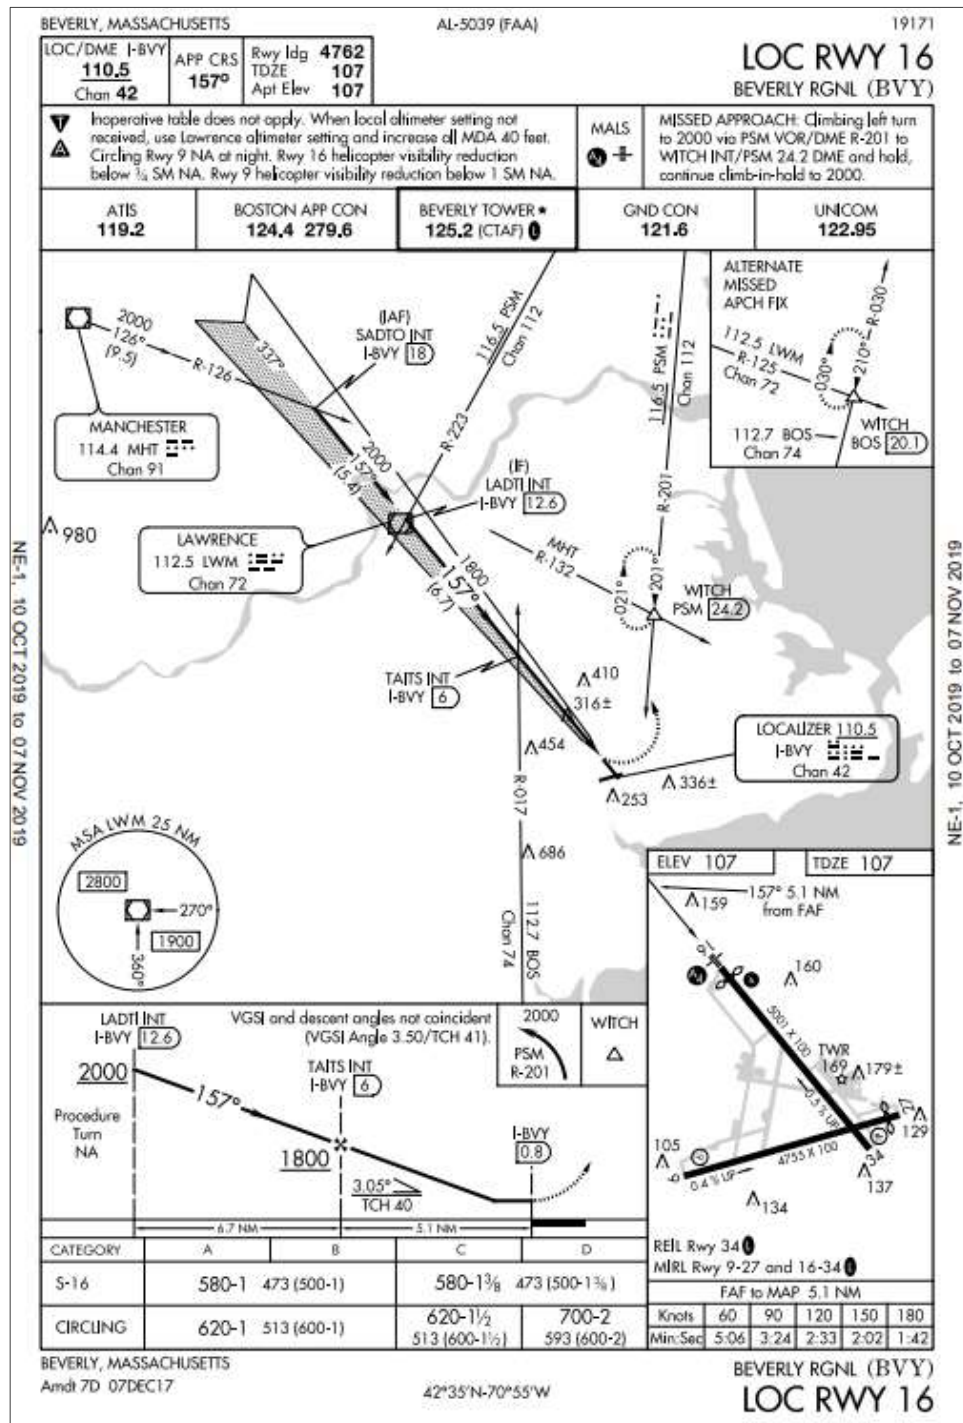 BEVERLY, MASSACHUSETTS
AL-5039 (FAA)
19171
LOC/DME I-BVY
110.5
Chan 42
APP CRS
157°
Rwy ldg 4762
TDZE 107
Apt Elev 107
LOC RWY 16
BEVERLY RGNL (BVY)
T
A
Inoperative table does not apply. When local altimeter setting not
received, use Lawrence altimeter setting and increase all MDA 40 feet.
Circling Rwy 9 NA at night. Rwy 16 helicopter visibility reduction
below ¾ SM NA. Rwy 9 helicopter visibility reduction below 1 SM NA.
MALS
MISSED APPROACH: Climbing left turn
to 2000 via PSM VOR/DME R-201 to
WITCH INT/PSM 24.2 DME and hold,
continue climb-in-hold to 2000.
ATIS
119.2
BOSTON APP CON
124.4 279.6
BEVERLY TOWER ★
125.2 (CTAF) L
GND CON
121.6
UNICOM
122.95
ALTERNATE
MISSED
APCH FIX
112.5 LWM
R-125
Chan 72
030°
210°
R-030
112.7 BOS
Chan 74
WITCH
BOS 20.1
2000
126°
(9.5)
R-126
337°
(IAF)
SADTO INT
I-BVY 18
116.5 PSM
Chan 112
R-223
116.5 PSM
Chan 112
R-201
MANCHESTER
114.4 MHT
Chan 91
2000
157°
(5.4)
(IF)
LADTI INT
I-BVY 12.6
980
LAWRENCE
112.5 LWM
Chan 72
1800
157°
(6.7)
MHT
R-132
021°
201°
WITCH
PSM 24.2
TAITS INT
I-BVY 6
410
316±
454
R-017
LOCALIZER 110.5
I-BVY
Chan 42
336±
253
686
112.7 BOS
Chan 74
MSA LWM 25 NM
2800
270°
1900
360°
ELEV 107
TDZE 107
157° 5.1 NM
from FAF
159
160
5001 X 100
TWR
169
179±
0.5% UP
27
129
105
9
0.4% UP
4755 X 100
34
137
134
REIL Rwy 34 L
MIRL Rwy 9-27 and 16-34 L
LADTI INT
I-BVY 12.6
VGSI and descent angles not coincident
(VGSI Angle 3.50/TCH 41).
2000
PSM
R-201
WITCH
2000
157°
TAITS INT
I-BVY 6
Procedure
Turn
NA
1800
I-BVY
0.8
3.05°
TCH 40
6.7 NM
5.1 NM
CATEGORY A B C D
S-16 580-1 473 (500-1) 580-1⅜ 473 (500-1⅜)
CIRCLING 620-1 513 (600-1) 620-1½ 513 (600-1½) 700-2 593 (600-2)
FAF to MAP 5.1 NM
Knots 60 90 120 150 180
Min:Sec 5:06 3:24 2:33 2:02 1:42
BEVERLY, MASSACHUSETTS
Amdt 7D 07DEC17
42°35'N-70°55'W
BEVERLY RGNL (BVY)
LOC RWY 16
NE-1, 10 OCT 2019 to 07 NOV 2019
NE-1, 10 OCT 2019 to 07 NOV 2019